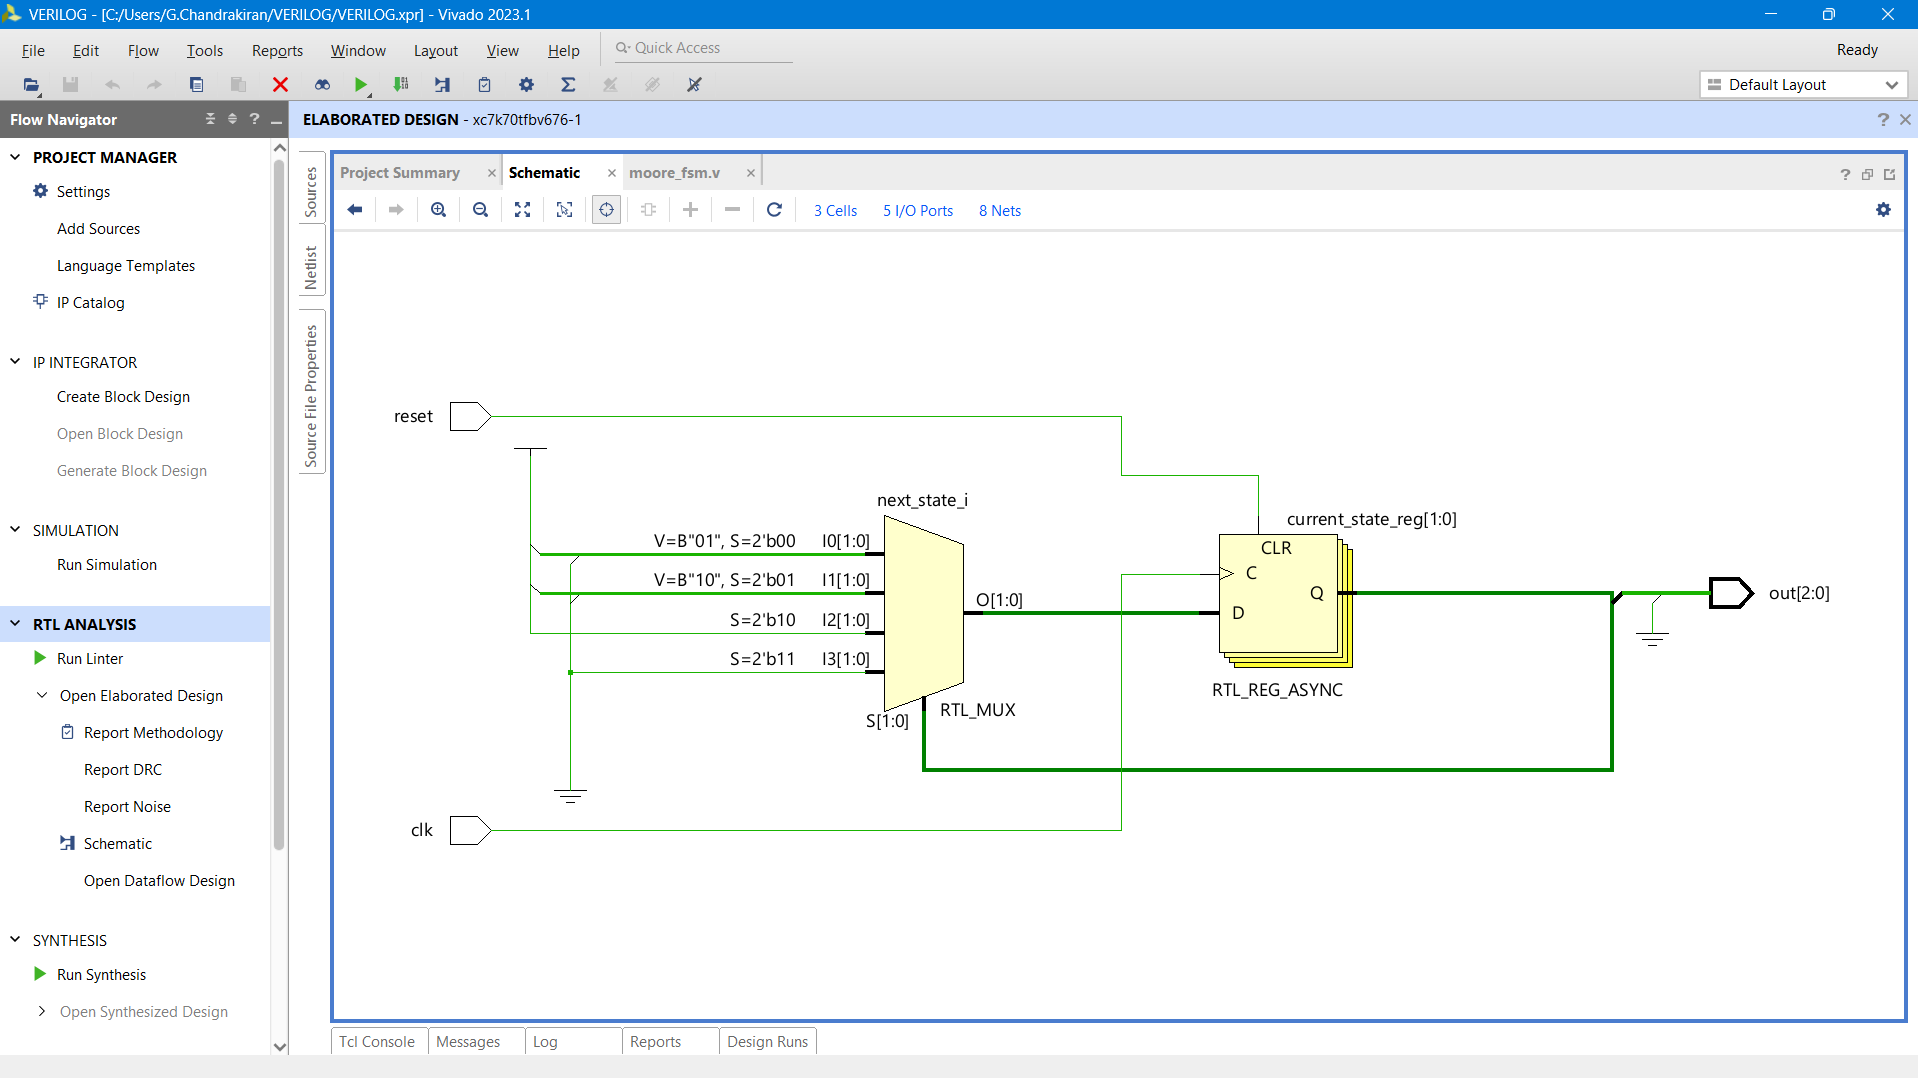 VERILOG - [C:/Users/G.Chandrakiran/VERILOG/VERILOG.xpr] - Vivado 2023.1
File Edit Flow Tools Reports Window Layout View Help Quick Access
Ready
Default Layout
Flow Navigator
PROJECT MANAGER
Settings
Add Sources
Language Templates
IP Catalog
IP INTEGRATOR
Create Block Design
Open Block Design
Generate Block Design
SIMULATION
Run Simulation
RTL ANALYSIS
Run Linter
Open Elaborated Design
Report Methodology
Report DRC
Report Noise
Schematic
Open Dataflow Design
SYNTHESIS
Run Synthesis
Open Synthesized Design
ELABORATED DESIGN - xc7k70tfbv676-1
Sources
Netlist
Source File Properties
Project Summary Schematic moore_fsm.v
3 Cells 5 I/O Ports 8 Nets
reset
next_state_i
V=B"01", S=2'b00 I0[1:0]
V=B"10", S=2'b01 I1[1:0]
S=2'b10 I2[1:0]
S=2'b11 I3[1:0]
S[1:0]
RTL_MUX
O[1:0]
current_state_reg[1:0]
CLR
C
Q
D
RTL_REG_ASYNC
out[2:0]
clk
Tcl Console Messages Log Reports Design Runs